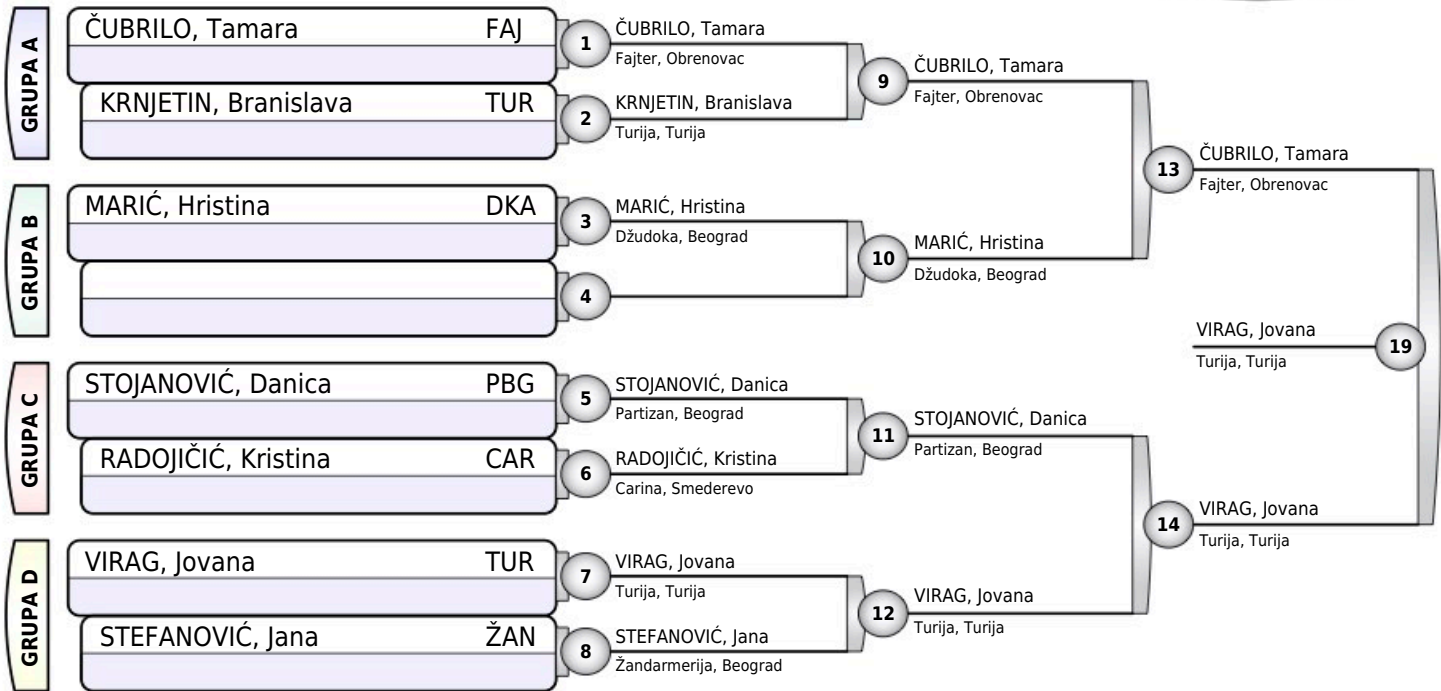 GRUPA A
ČUBRILO, Tamara FAJ
KRNJETIN, Branislava TUR
1
ČUBRILO, Tamara
Fajter, Obrenovac
2
KRNJETIN, Branislava
Turija, Turija
9
ČUBRILO, Tamara
Fajter, Obrenovac
GRUPA B
MARIĆ, Hristina DKA
3
MARIĆ, Hristina
Džudoka, Beograd
4
10
MARIĆ, Hristina
Džudoka, Beograd
13
ČUBRILO, Tamara
Fajter, Obrenovac
GRUPA C
STOJANOVIĆ, Danica PBG
RADOJIČIĆ, Kristina CAR
5
STOJANOVIĆ, Danica
Partizan, Beograd
6
RADOJIČIĆ, Kristina
Carina, Smederevo
11
STOJANOVIĆ, Danica
Partizan, Beograd
GRUPA D
VIRAG, Jovana TUR
STEFANOVIĆ, Jana ŽAN
7
VIRAG, Jovana
Turija, Turija
8
STEFANOVIĆ, Jana
Žandarmerija, Beograd
12
VIRAG, Jovana
Turija, Turija
14
VIRAG, Jovana
Turija, Turija
VIRAG, Jovana
Turija, Turija
19